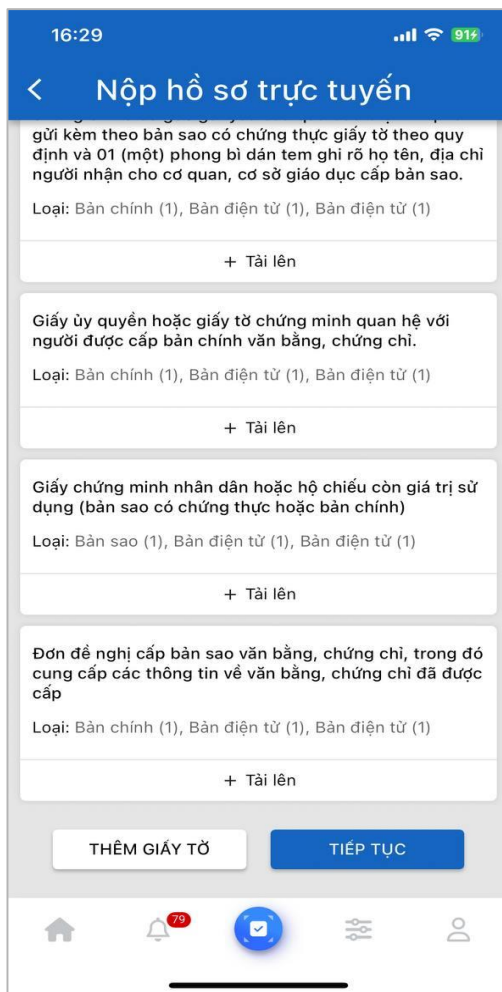 16:29
91
Nộp hồ sơ trực tuyến
gửi kèm theo bản sao có chứng thực giấy tờ theo quy
định và 01 (một) phong bì dán tem ghi rõ họ tên, địa chỉ
người nhận cho cơ quan, cơ sở giáo dục cấp bản sao.
Loại: Bản chính (1), Bản điện tử (1), Bản điện tử (1)
+ Tải lên
Giấy ủy quyền hoặc giấy tờ chứng minh quan hệ với
người được cấp bản chính văn bằng, chứng chỉ.
Loại: Bản chính (1), Bản điện tử (1), Bản điện tử (1)
+ Tải lên
Giấy chứng minh nhân dân hoặc hộ chiếu còn giá trị sử
dụng (bản sao có chứng thực hoặc bản chính)
Loại: Bản sao (1), Bản điện tử (1), Bản điện tử (1)
+ Tải lên
Đơn đề nghị cấp bản sao văn bằng, chứng chỉ, trong đó
cung cấp các thông tin về văn bằng, chứng chỉ đã được
cấp
Loại: Bản chính (1), Bản điện tử (1), Bản điện tử (1)
+ Tải lên
THÊM GIẤY TỜ TIẾP TỤC
79